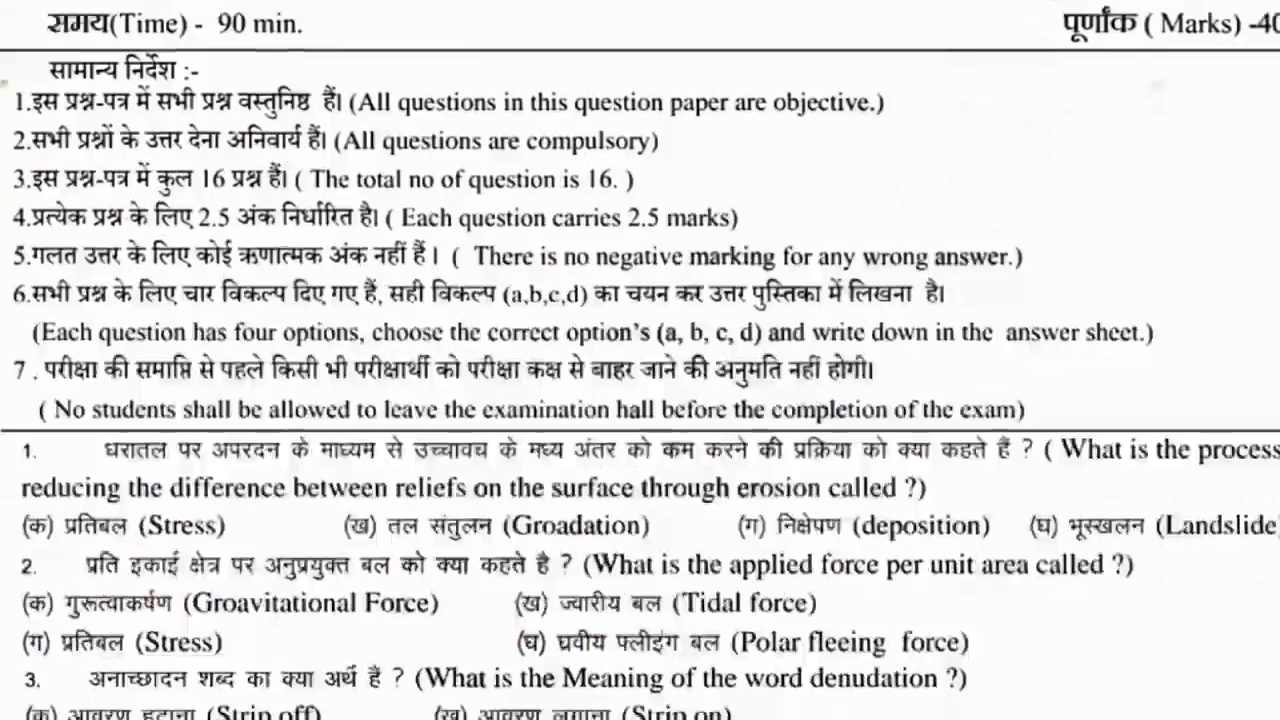 समय(Time) - 90 min. पूर्णांक ( Marks) -40
सामान्य निर्देश :-
1.इस प्रश्न-पत्र में सभी प्रश्न वस्तुनिष्ठ हैं। (All questions in this question paper are objective.)
2.सभी प्रश्नों के उत्तर देना अनिवार्य हैं। (All questions are compulsory)
3.इस प्रश्न-पत्र में कुल 16 प्रश्न हैं। ( The total no of question is 16. )
4.प्रत्येक प्रश्न के लिए 2.5 अंक निर्धारित है। ( Each question carries 2.5 marks)
5.गलत उत्तर के लिए कोई ऋणात्मक अंक नहीं हैं । ( There is no negative marking for any wrong answer.)
6.सभी प्रश्न के लिए चार विकल्प दिए गए हैं, सही विकल्प (a,b,c,d) का चयन कर उत्तर पुस्तिका में लिखना है।
(Each question has four options, choose the correct option's (a, b, c, d) and write down in the answer sheet.)
7 . परीक्षा की समाप्ति से पहले किसी भी परीक्षार्थी को परीक्षा कक्ष से बाहर जाने की अनुमति नहीं होगी।
( No students shall be allowed to leave the examination hall before the completion of the exam)
1. धरातल पर अपरदन के माध्यम से उच्चावच के मध्य अंतर को कम करने की प्रक्रिया को क्या कहते हैं ? ( What is the process
reducing the difference between reliefs on the surface through erosion called ?)
(क) प्रतिबल (Stress) (ख) तल संतुलन (Groadation) (ग) निक्षेपण (deposition) (घ) भूस्खलन (Landslide)
2. प्रति इकाई क्षेत्र पर अनुप्रयुक्त बल को क्या कहते है ? (What is the applied force per unit area called ?)
(क) गुरूत्वाकर्षण (Groavitational Force) (ख) ज्वारीय बल (Tidal force)
(ग) प्रतिबल (Stress) (घ) घ्रवीय फ्लीइंग बल (Polar fleeing force)
3. अनाच्छादन शब्द का क्या अर्थ हैं ? (What is the Meaning of the word denudation ?)
(क) आवरण हटाना (Strip off) (ख) आवरण लगाना (Strip on)